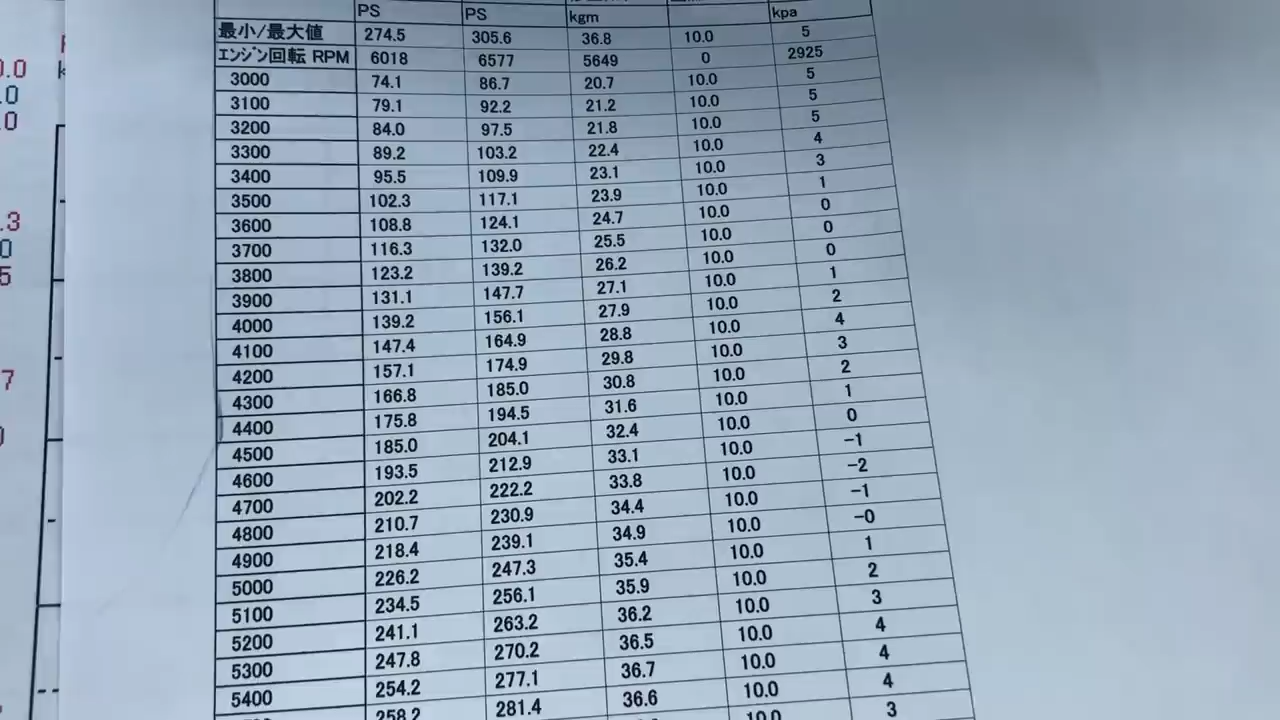 PS PS kgm kpa
最小/最大値 274.5 305.6 36.8 10.0 5
ｴﾝｼﾞﾝ回転 RPM 6018 6577 5649 0 2925
3000 74.1 86.7 20.7 10.0 5
3100 79.1 92.2 21.2 10.0 5
3200 84.0 97.5 21.8 10.0 5
3300 89.2 103.2 22.4 10.0 4
3400 95.5 109.9 23.1 10.0 3
3500 102.3 117.1 23.9 10.0 1
3600 108.8 124.1 24.7 10.0 0
3700 116.3 132.0 25.5 10.0 0
3800 123.2 139.2 26.2 10.0 0
3900 131.1 147.7 27.1 10.0 1
4000 139.2 156.1 27.9 10.0 2
4100 147.4 164.9 28.8 10.0 4
4200 157.1 174.9 29.8 10.0 3
4300 166.8 185.0 30.8 10.0 2
4400 175.8 194.5 31.6 10.0 1
4500 185.0 204.1 32.4 10.0 0
4600 193.5 212.9 33.1 10.0 -1
4700 202.2 222.2 33.8 10.0 -2
4800 210.7 230.9 34.4 10.0 -1
4900 218.4 239.1 34.9 10.0 -0
5000 226.2 247.3 35.4 10.0 1
5100 234.5 256.1 35.9 10.0 2
5200 241.1 263.2 36.2 10.0 3
5300 247.8 270.2 36.5 10.0 4
5400 254.2 277.1 36.7 10.0 4
258.2 281.4 36.6 10.0 4
10.0 3